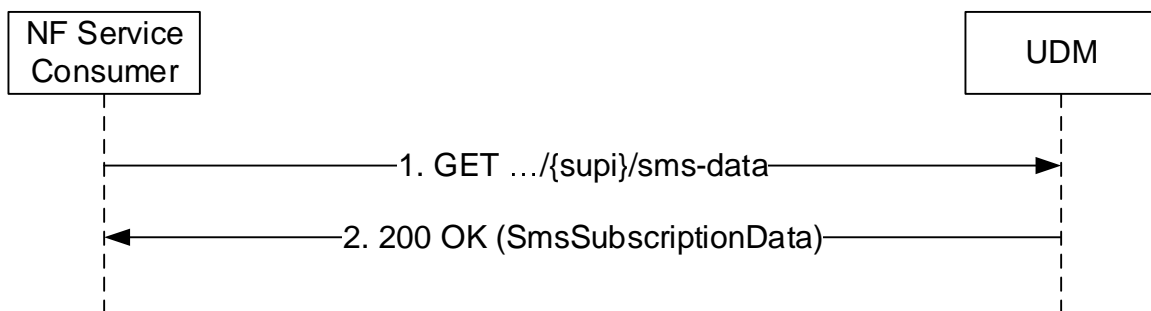 NF Service
Consumer
UDM
1. GET …/{supi}/sms-data
2. 200 OK (SmsSubscriptionData)